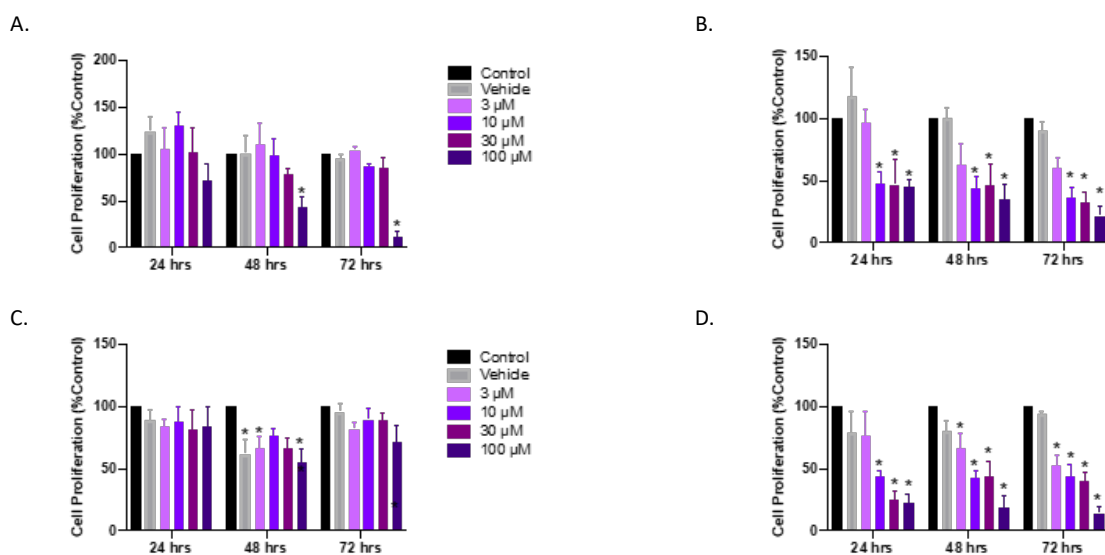 A.
Cell Proliferation (%Control)
200
150
100
50
0
24 hrs
48 hrs
72 hrs
*
*
Control
Vehide
3 µM
10 µM
30 µM
100 µM
B.
Cell Proliferation (%Control)
150
100
50
0
24 hrs
48 hrs
72 hrs
* * *
* * *
* * *
C.
Cell Proliferation (%Control)
150
100
50
0
24 hrs
48 hrs
72 hrs
* * *
*
*
Control
Vehide
3 µM
10 µM
30 µM
100 µM
D.
Cell Proliferation (%Control)
150
100
50
0
24 hrs
48 hrs
72 hrs
* * *
* * * *
* * * *